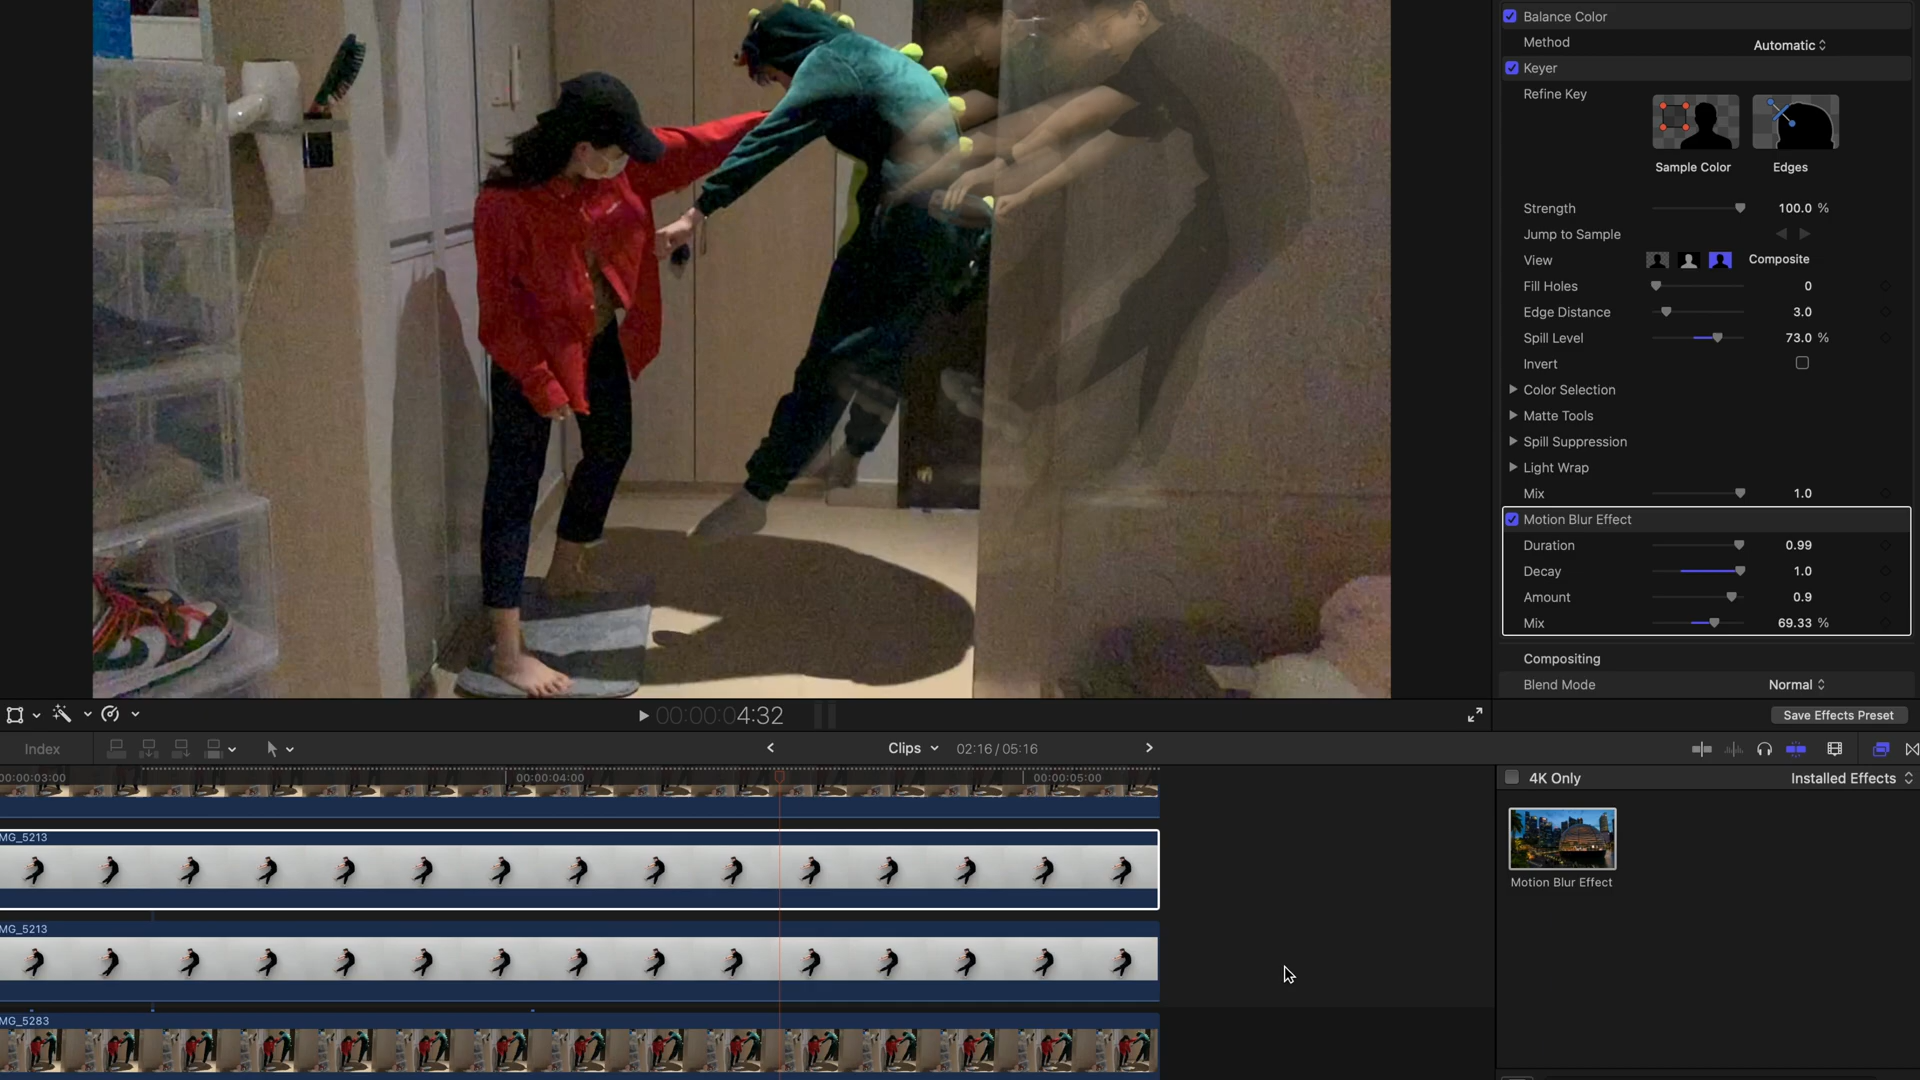 Balance Color
Method Automatic
Keyer
Refine Key
Sample Color Edges
Strength 100.0 %
Jump to Sample
View Composite
Fill Holes 0
Edge Distance 3.0
Spill Level 73.0 %
Invert
Color Selection
Matte Tools
Spill Suppression
Light Wrap
Mix 1.0
Motion Blur Effect
Duration 0.99
Decay 1.0
Amount 0.9
Mix 69.33 %
Compositing
Blend Mode Normal
00:00:04:32
Save Effects Preset
Index
Clips 02:16 / 05:16
00:00:03:00 00:00:04:00 00:00:05:00
4K Only Installed Effects
MG_5213
Motion Blur Effect
MG_5213
MG_5283